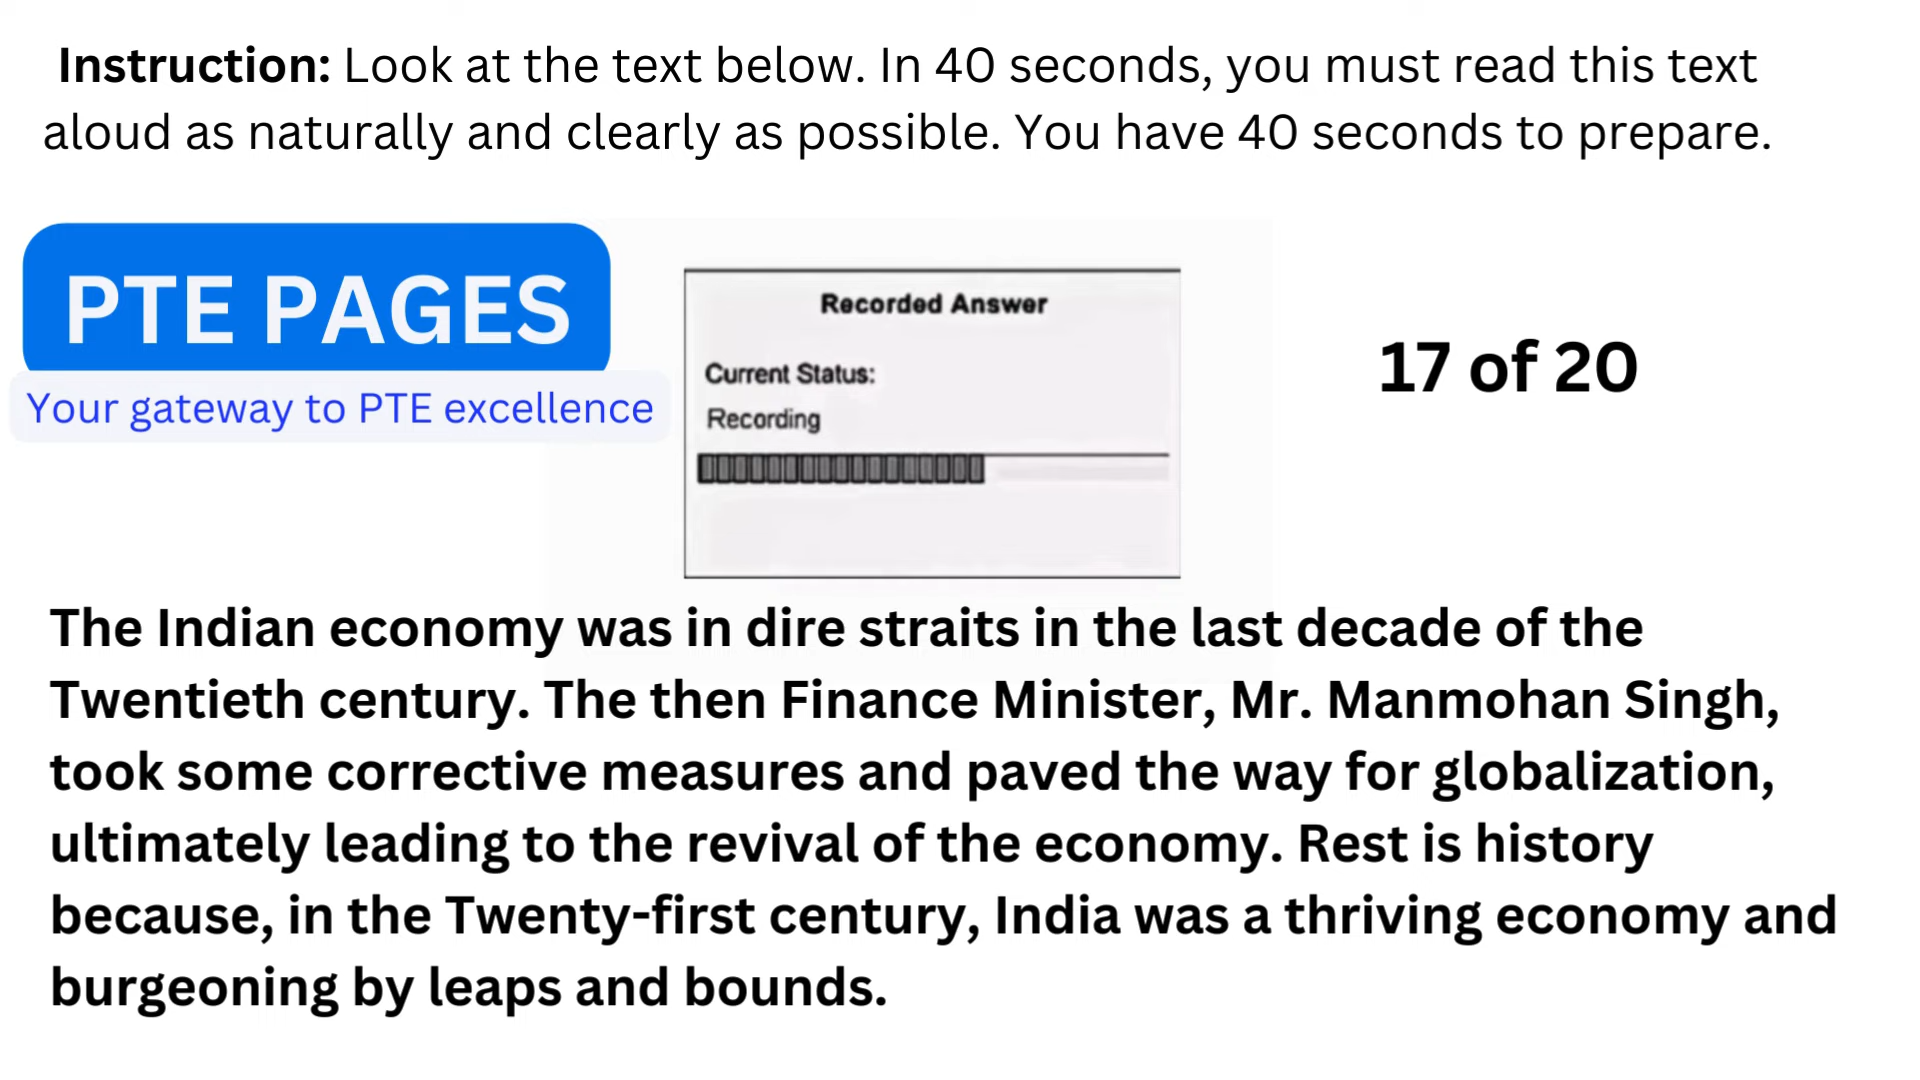 Instruction: Look at the text below. In 40 seconds, you must read this text
aloud as naturally and clearly as possible. You have 40 seconds to prepare.
PTE PAGES
Your gateway to PTE excellence
Recorded Answer
Current Status:
Recording
17 of 20
The Indian economy was in dire straits in the last decade of the
Twentieth century. The then Finance Minister, Mr. Manmohan Singh,
took some corrective measures and paved the way for globalization,
ultimately leading to the revival of the economy. Rest is history
because, in the Twenty-first century, India was a thriving economy and
burgeoning by leaps and bounds.